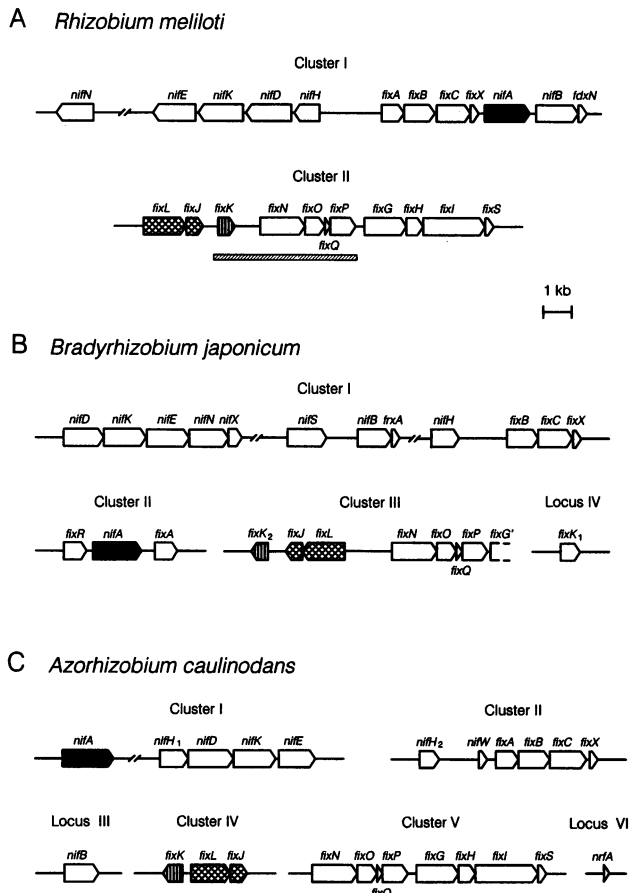 A Rhizobium meliloti
Cluster I
nifN nifE nifK nifD nifH fixA fixB fixC fixX nifA nifB fdxN
Cluster II
fixL fixJ fixK fixN fixO fixP fixG fixH fixI fixS
fixQ
1 kb
B Bradyrhizobium japonicum
Cluster I
nifD nifK nifE nifN nifX nifS nifB frxA nifH fixB fixC fixX
Cluster II Cluster III Locus IV
fixR nifA fixA fixK2 fixJ fixL fixN fixO fixP fixG' fixK1
fixQ
C Azorhizobium caulinodans
Cluster I Cluster II
nifA nifH1 nifD nifK nifE nifH2 nifW fixA fixB fixC fixX
Locus III Cluster IV Cluster V Locus VI
nifB fixK fixL fixJ fixN fixO fixP fixG fixH fixI fixS nrfA